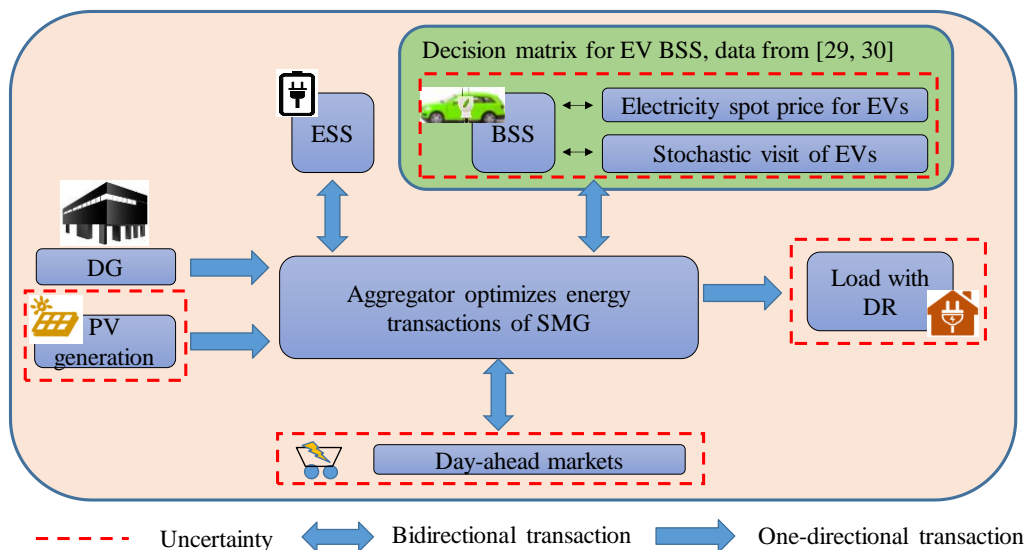 Decision matrix for EV BSS, data from [29, 30]
ESS
BSS
Electricity spot price for EVs
Stochastic visit of EVs
DG
PV
generation
Aggregator optimizes energy
transactions of SMG
Load with
DR
Day-ahead markets
Uncertainty
Bidirectional transaction
One-directional transaction